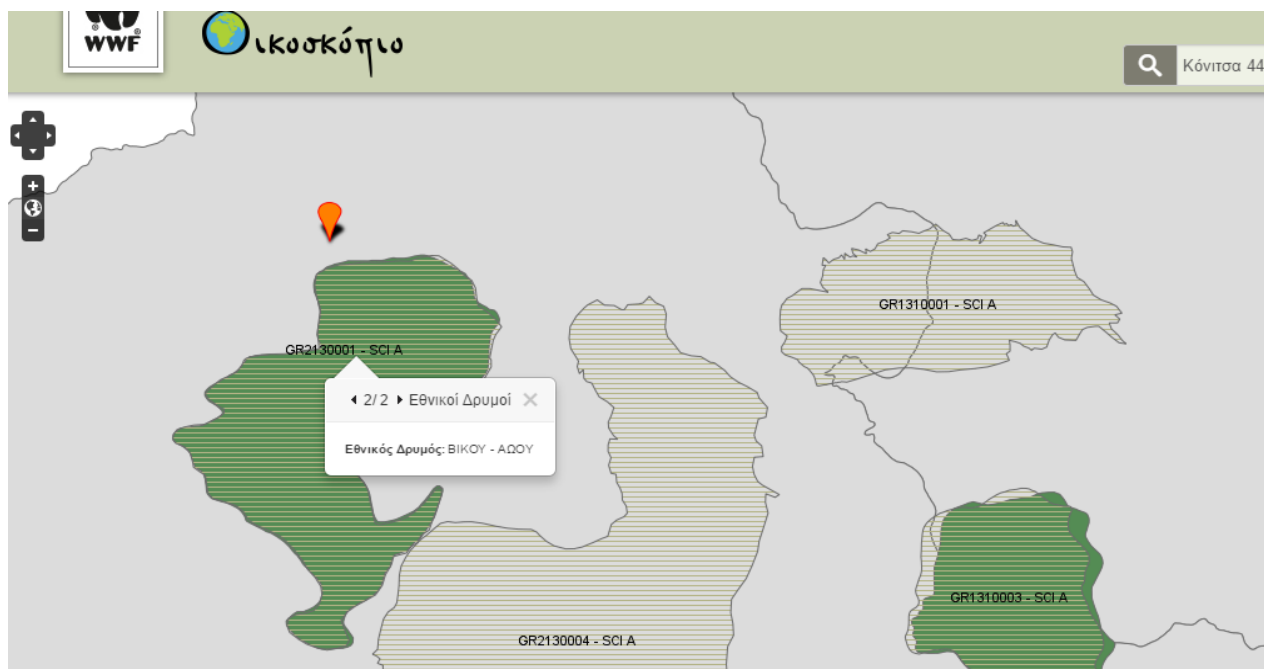 WWF
Οικοσκόπιο
Κόνιτσα 44
GR1310001 - SCI A
GR2130001 - SCI A
2/ 2 Εθνικοί Δρυμοί
Εθνικός Δρυμός: ΒΙΚΟΥ - ΑΩΟΥ
GR1310003 - SCI A
GR2130004 - SCI A